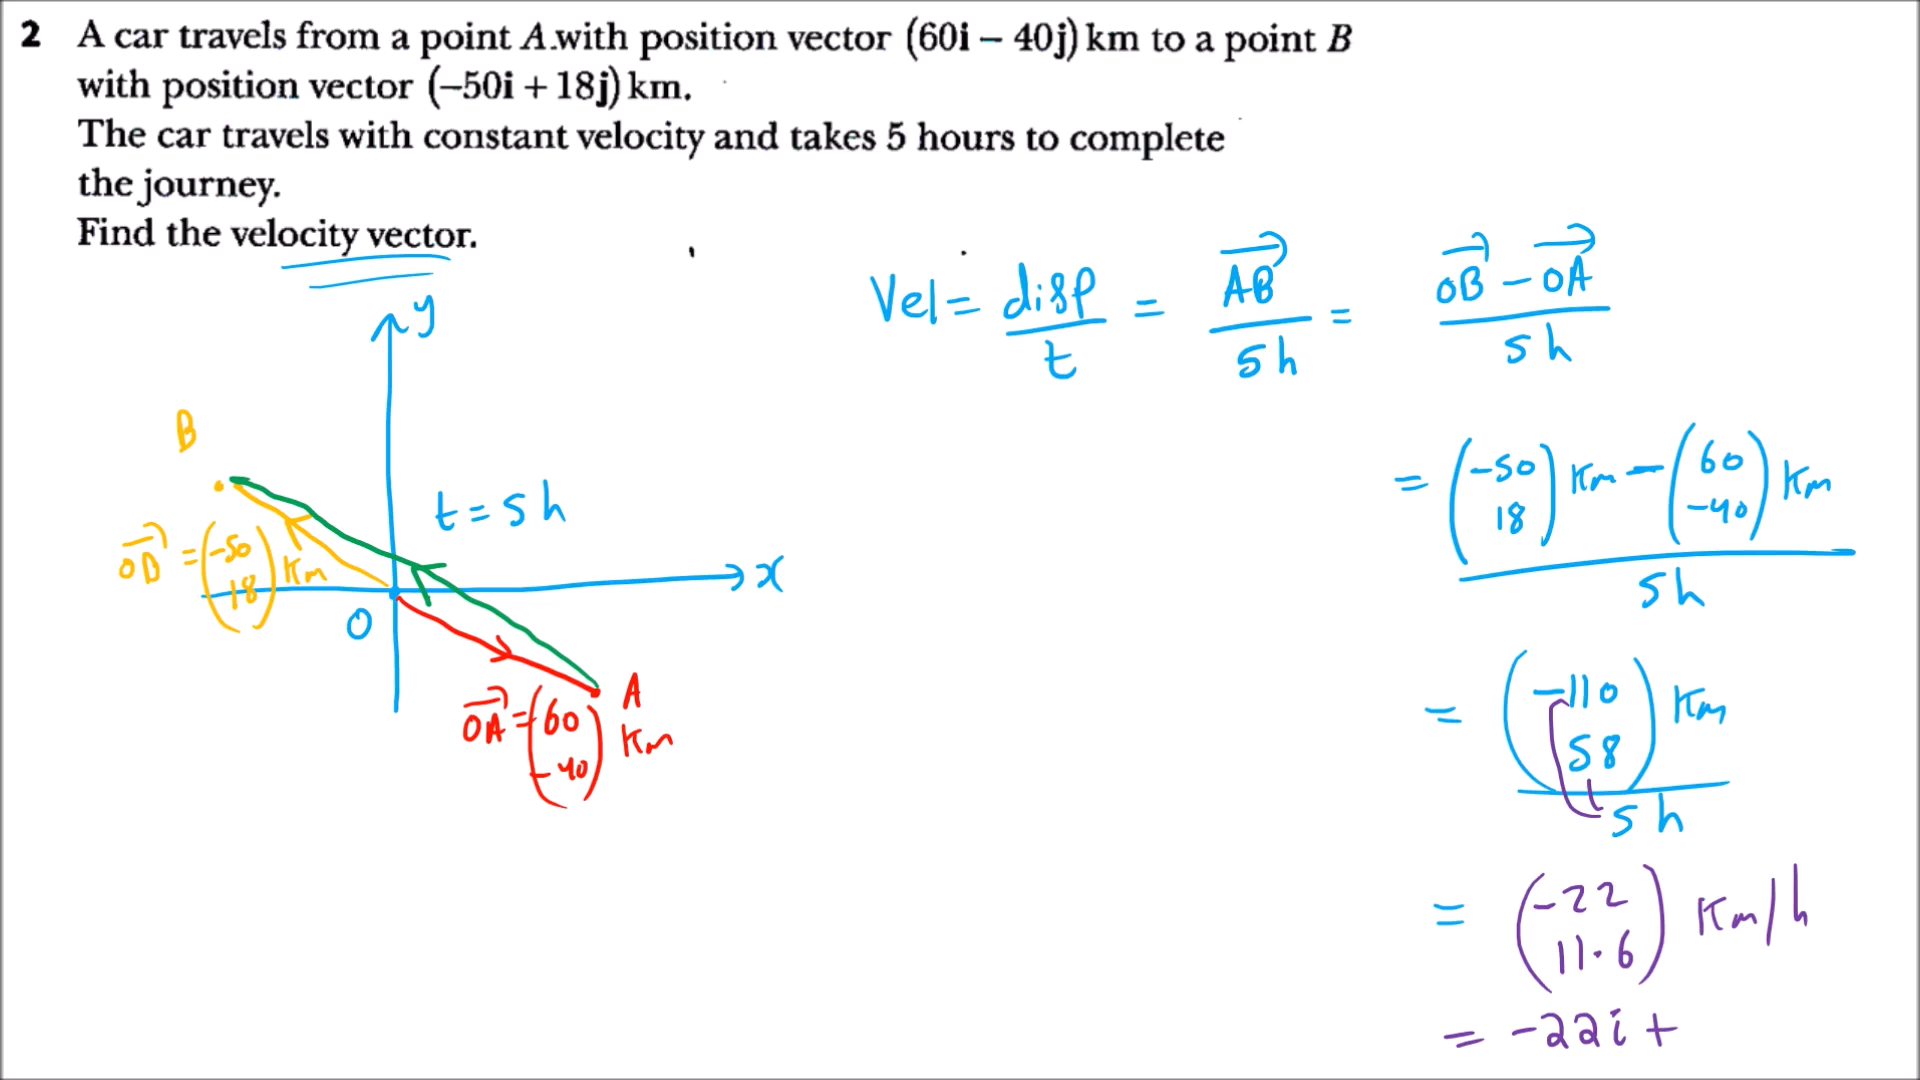 2 A car travels from a point A.with position vector (60i – 40j) km to a point B
with position vector (–50i + 18j) km.
The car travels with constant velocity and takes 5 hours to complete
the journey.
Find the velocity vector.
Vel = disp/t = AB/5h = OB - OA/5h
y
B
t = 5h
OB = (-50 18) Km
x
O
A
OA = (60 -40) Km
= (-50 18) Km - (60 -40) Km / 5h
= (-110 58) Km / 5h
= (-22 11.6) Km/h
= -22i +